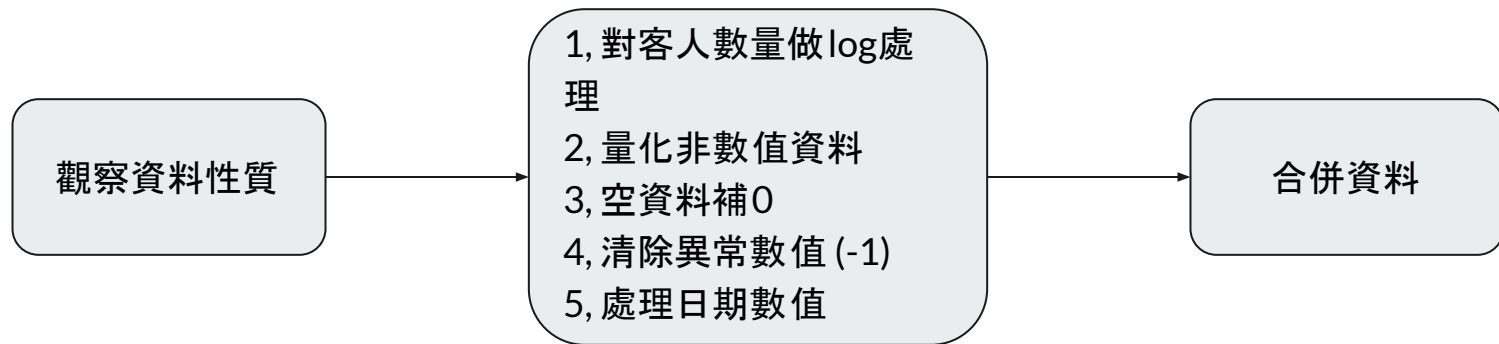 觀察資料性質
1, 對客人數量做log處
理
2, 量化非數值資料
3, 空資料補0
4, 清除異常數值 (-1)
5, 處理日期數值
合併資料